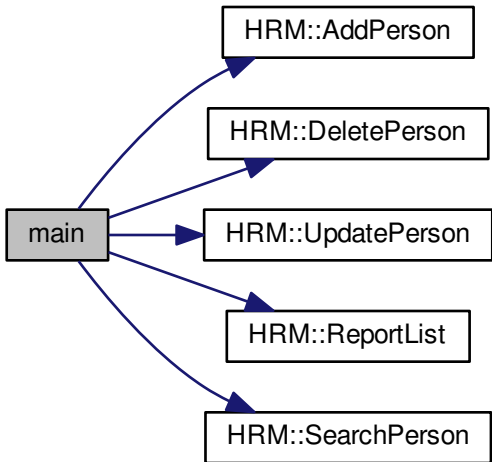 HRM::AddPerson
HRM::DeletePerson
main
HRM::UpdatePerson
HRM::ReportList
HRM::SearchPerson